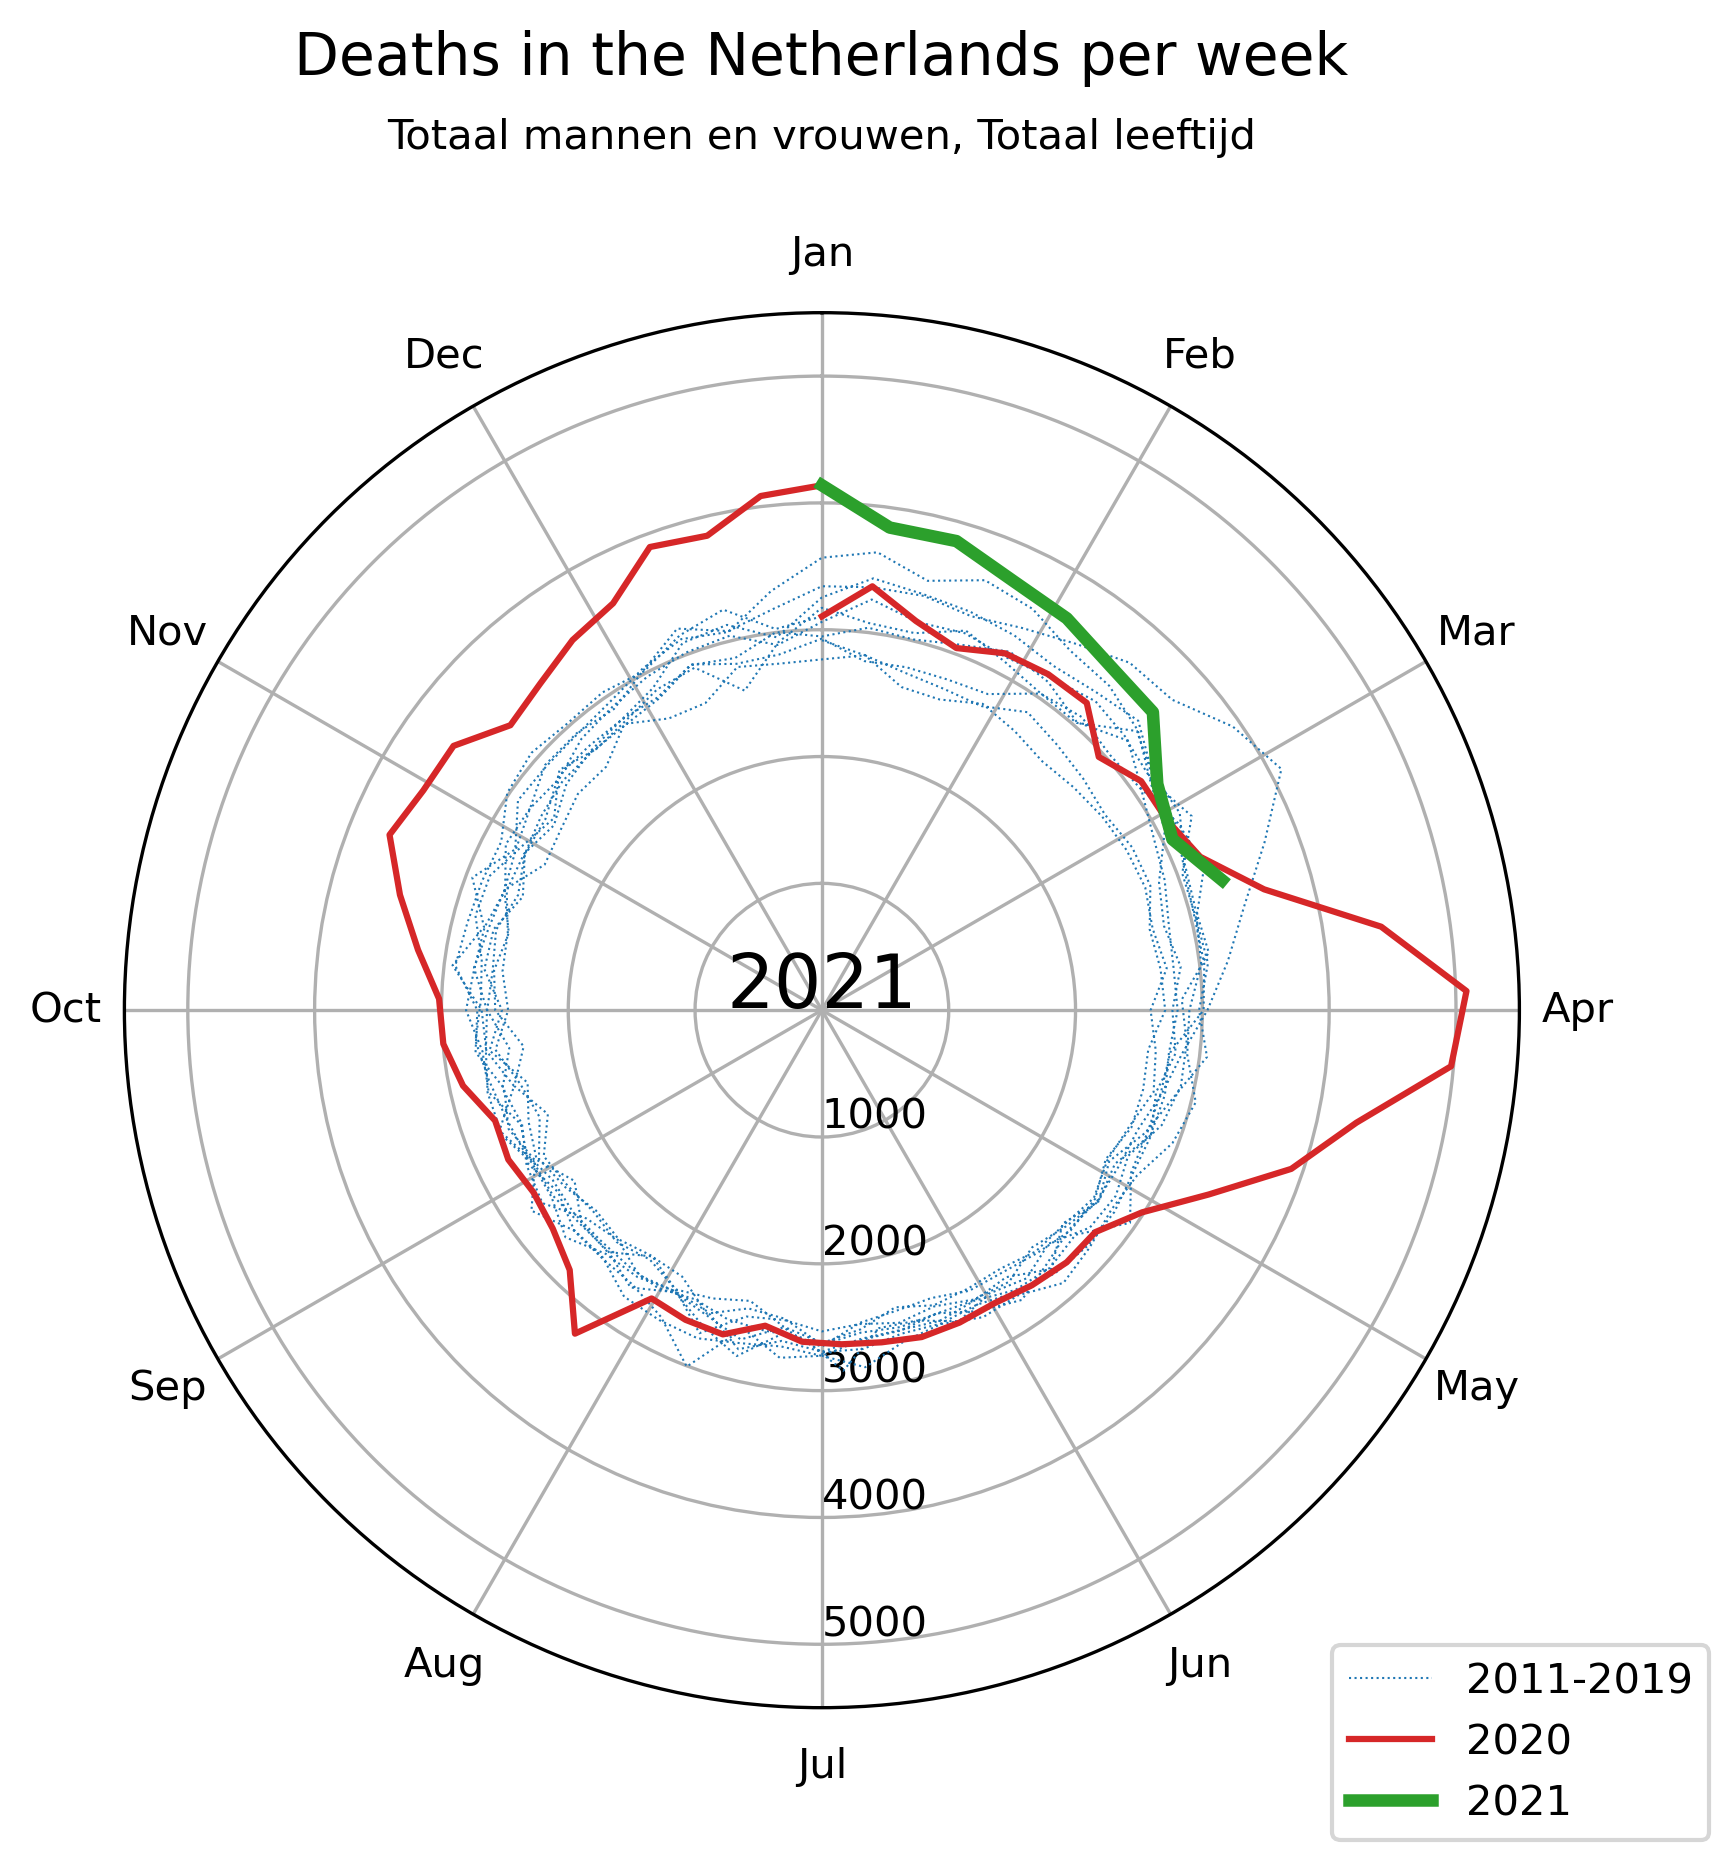 Deaths in the Netherlands per week
Totaal mannen en vrouwen, Totaal leeftijd
Jan
Dec
Feb
Nov
Mar
2021
Oct
Apr
1000
2000
3000
Sep
May
4000
5000
Aug
Jun
Jul
2011-2019
2020
2021